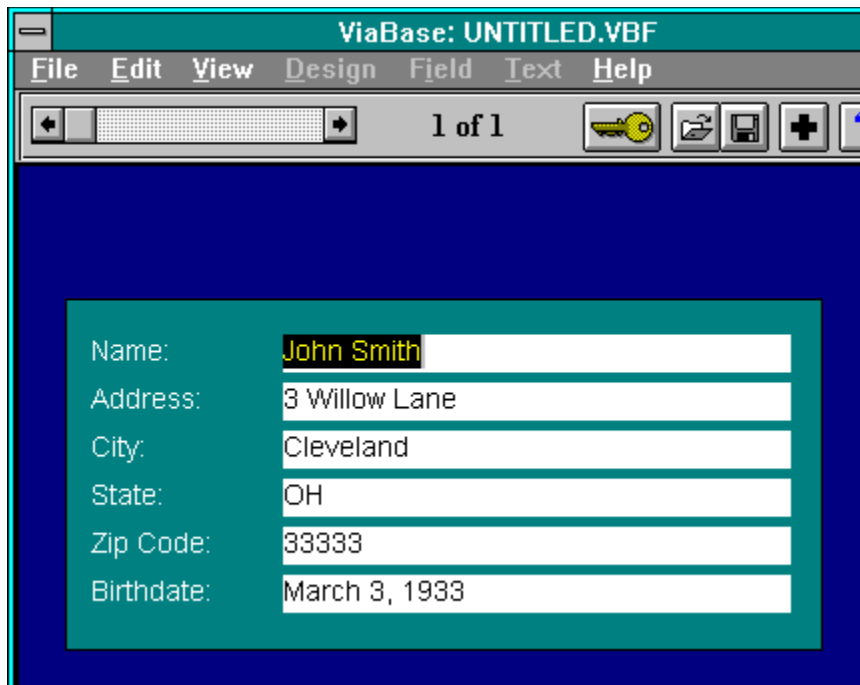 ViaBase: UNTITLED.VBF
File Edit View Design Field Text Help
1 of 1
Name: John Smith
Address: 3 Willow Lane
City: Cleveland
State: OH
Zip Code: 33333
Birthdate: March 3, 1933